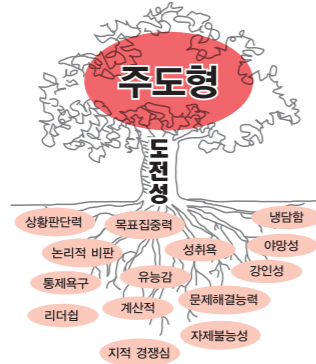 주도형
도전성
상황판단력
목표집중력
냉담함
논리적 비판
성취욕
야망성
통제욕구
유능감
강인성
리더쉽
계산적
문제해결능력
지적 경쟁심
자제불능성